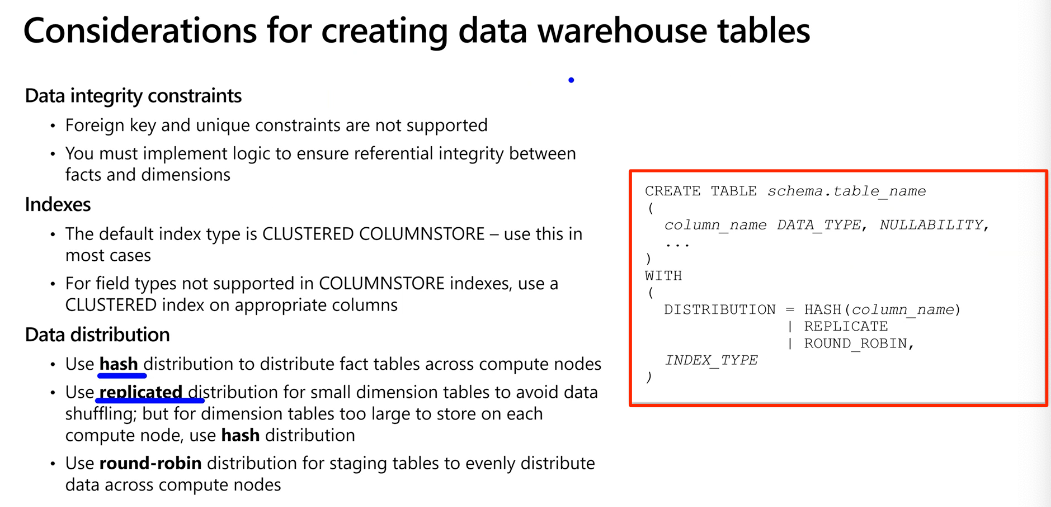 Considerations for creating data warehouse tables
Data integrity constraints
• Foreign key and unique constraints are not supported
• You must implement logic to ensure referential integrity between
facts and dimensions
Indexes
• The default index type is CLUSTERED COLUMNSTORE – use this in
most cases
• For field types not supported in COLUMNSTORE indexes, use a
CLUSTERED index on appropriate columns
Data distribution
• Use hash distribution to distribute fact tables across compute nodes
• Use replicated distribution for small dimension tables to avoid data
shuffling; but for dimension tables too large to store on each
compute node, use hash distribution
• Use round-robin distribution for staging tables to evenly distribute
data across compute nodes
CREATE TABLE schema.table_name
(
column_name DATA_TYPE, NULLABILITY,
...
)
WITH
(
DISTRIBUTION = HASH(column_name)
| REPLICATE
| ROUND_ROBIN,
INDEX_TYPE
)